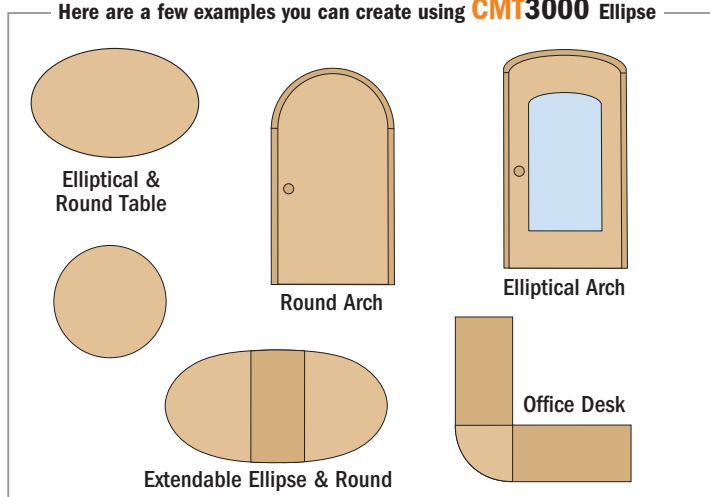 Here are a few examples you can create using CMT3000 Ellipse
Elliptical &
Round Table
Round Arch
Elliptical Arch
Office Desk
Extendable Ellipse & Round